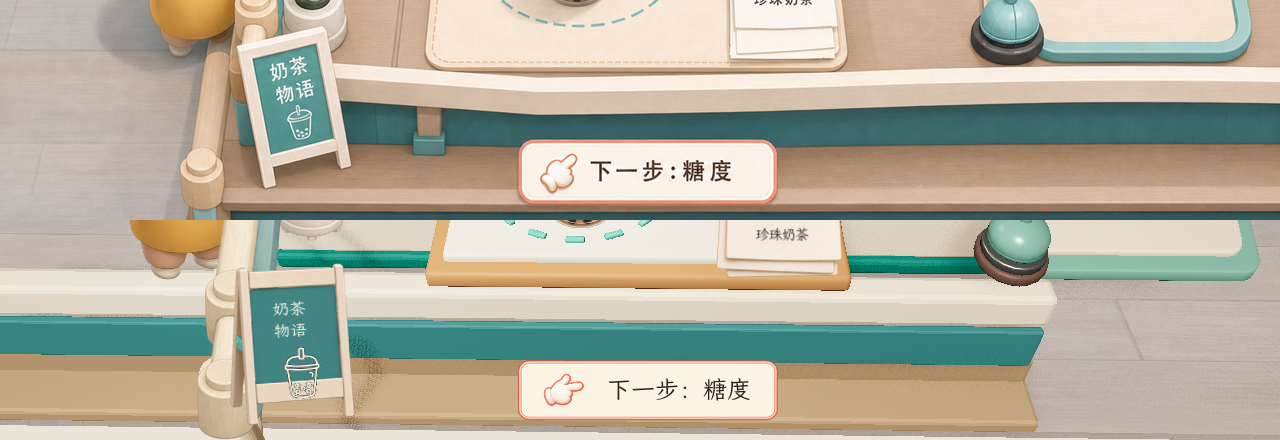 珍珠奶茶
奶茶
物语
下一步:糖度
珍珠奶茶
奶茶
物语
下一步: 糖度